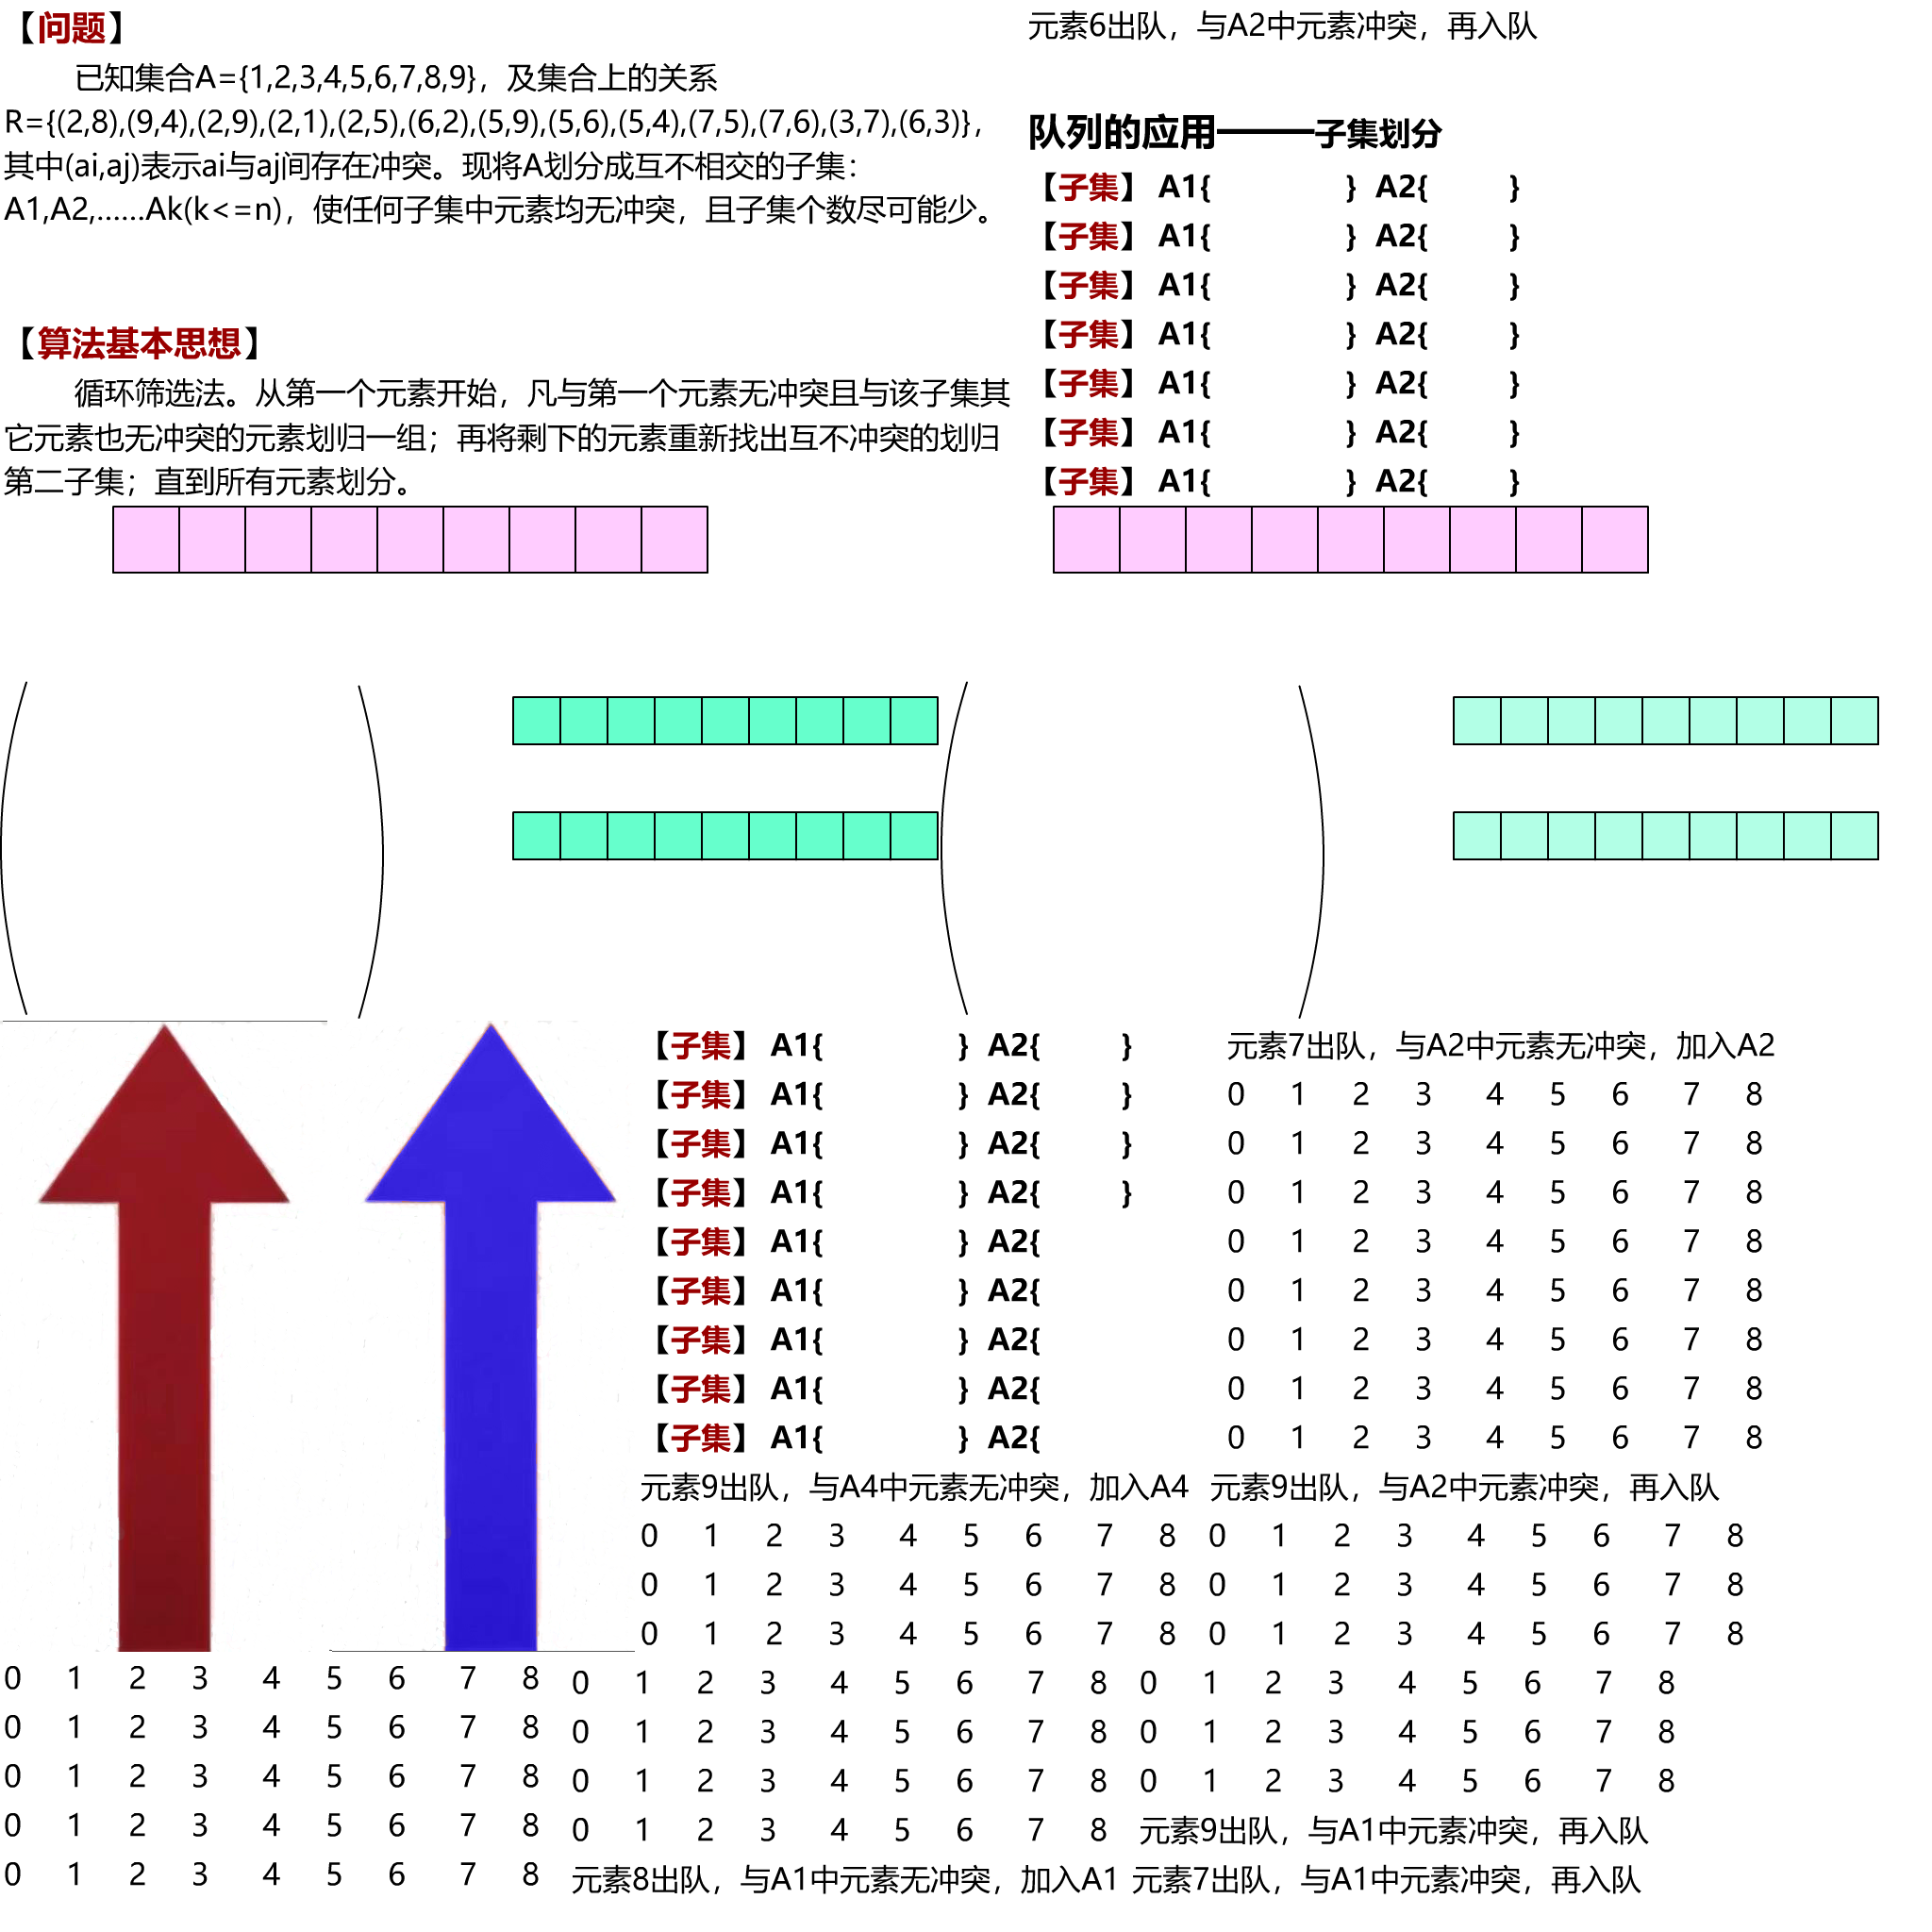 【问题】
已知集合A={1,2,3,4,5,6,7,8,9}，及集合上的关系
R={(2,8),(9,4),(2,9),(2,1),(2,5),(6,2),(5,9),(5,6),(5,4),(7,5),(7,6),(3,7),(6,3)}，
其中(ai,aj)表示ai与aj间存在冲突。现将A划分成互不相交的子集：
A1,A2,……Ak(k<=n)，使任何子集中元素均无冲突，且子集个数尽可能少。
【算法基本思想】
循环筛选法。从第一个元素开始，凡与第一个元素无冲突且与该子集其
它元素也无冲突的元素划归一组；再将剩下的元素重新找出互不冲突的划归
第二子集；直到所有元素划分。
元素6出队，与A2中元素冲突，再入队
队列的应用———子集划分
【子集】 A1{ } A2{ }
【子集】 A1{ } A2{ }
【子集】 A1{ } A2{ }
【子集】 A1{ } A2{ }
【子集】 A1{ } A2{ }
【子集】 A1{ } A2{ }
【子集】 A1{ } A2{ }
【子集】 A1{ } A2{ }
【子集】 A1{ } A2{ }
【子集】 A1{ } A2{ }
【子集】 A1{ } A2{ }
【子集】 A1{ } A2{
【子集】 A1{ } A2{
【子集】 A1{ } A2{
【子集】 A1{ } A2{
【子集】 A1{ } A2{
元素7出队，与A2中元素无冲突，加入A2
0 1 2 3 4 5 6 7 8
0 1 2 3 4 5 6 7 8
0 1 2 3 4 5 6 7 8
0 1 2 3 4 5 6 7 8
0 1 2 3 4 5 6 7 8
0 1 2 3 4 5 6 7 8
0 1 2 3 4 5 6 7 8
0 1 2 3 4 5 6 7 8
元素9出队，与A4中元素无冲突，加入A4
0 1 2 3 4 5 6 7 8
0 1 2 3 4 5 6 7 8
0 1 2 3 4 5 6 7 8
元素9出队，与A2中元素冲突，再入队
0 1 2 3 4 5 6 7 8
0 1 2 3 4 5 6 7 8
0 1 2 3 4 5 6 7 8
0 1 2 3 4 5 6 7 8
0 1 2 3 4 5 6 7 8
0 1 2 3 4 5 6 7 8
0 1 2 3 4 5 6 7 8
0 1 2 3 4 5 6 7 8
0 1 2 3 4 5 6 7 8
0 1 2 3 4 5 6 7 8
0 1 2 3 4 5 6 7 8
0 1 2 3 4 5 6 7 8
元素8出队，与A1中元素无冲突，加入A1
0 1 2 3 4 5 6 7 8
0 1 2 3 4 5 6 7 8
0 1 2 3 4 5 6 7 8
元素9出队，与A1中元素冲突，再入队
元素7出队，与A1中元素冲突，再入队